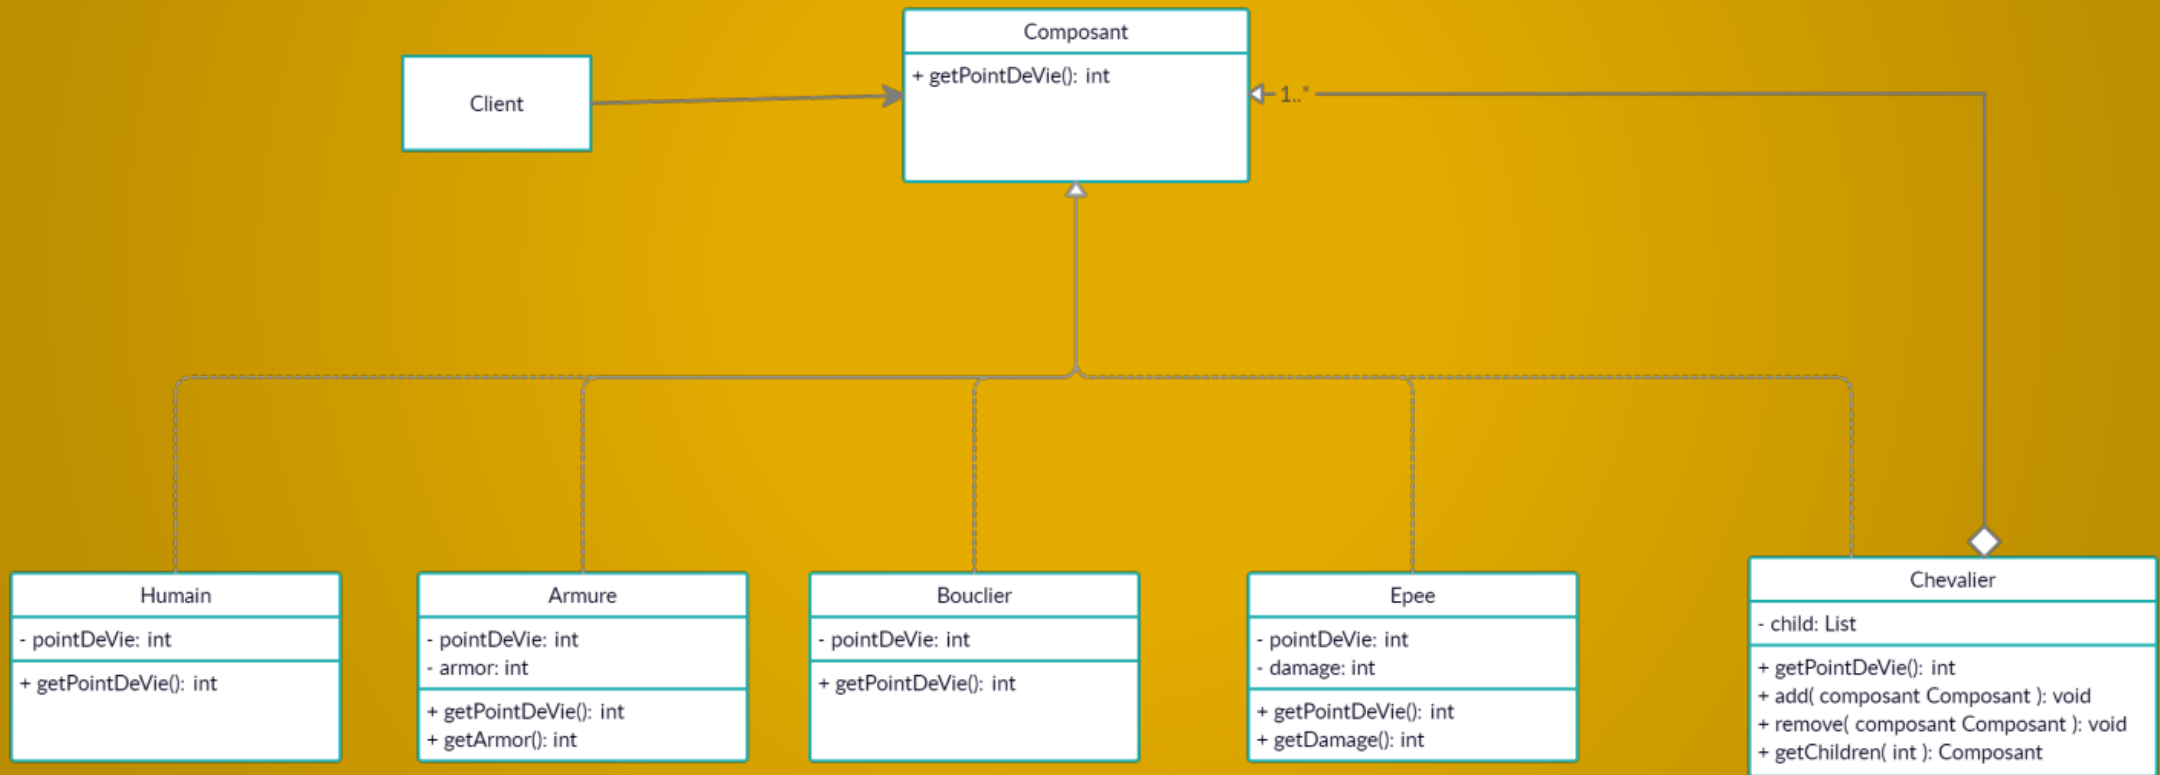 Composant
+ getPointDeVie(): int
Client
1..*
Humain
- pointDeVie: int
+ getPointDeVie(): int
Armure
- pointDeVie: int
- armor: int
+ getPointDeVie(): int
+ getArmor(): int
Bouclier
- pointDeVie: int
+ getPointDeVie(): int
Epee
- pointDeVie: int
- damage: int
+ getPointDeVie(): int
+ getDamage(): int
Chevalier
- child: List
+ getPointDeVie(): int
+ add( composant Composant ): void
+ remove( composant Composant ): void
+ getChildren( int ): Composant